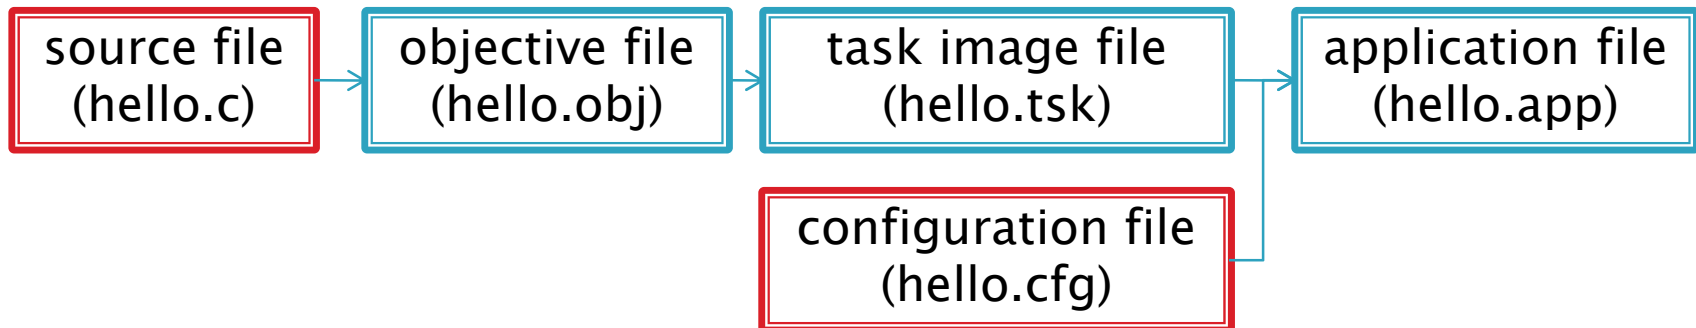 source file
(hello.c)
objective file
(hello.obj)
task image file
(hello.tsk)
application file
(hello.app)
configuration file
(hello.cfg)